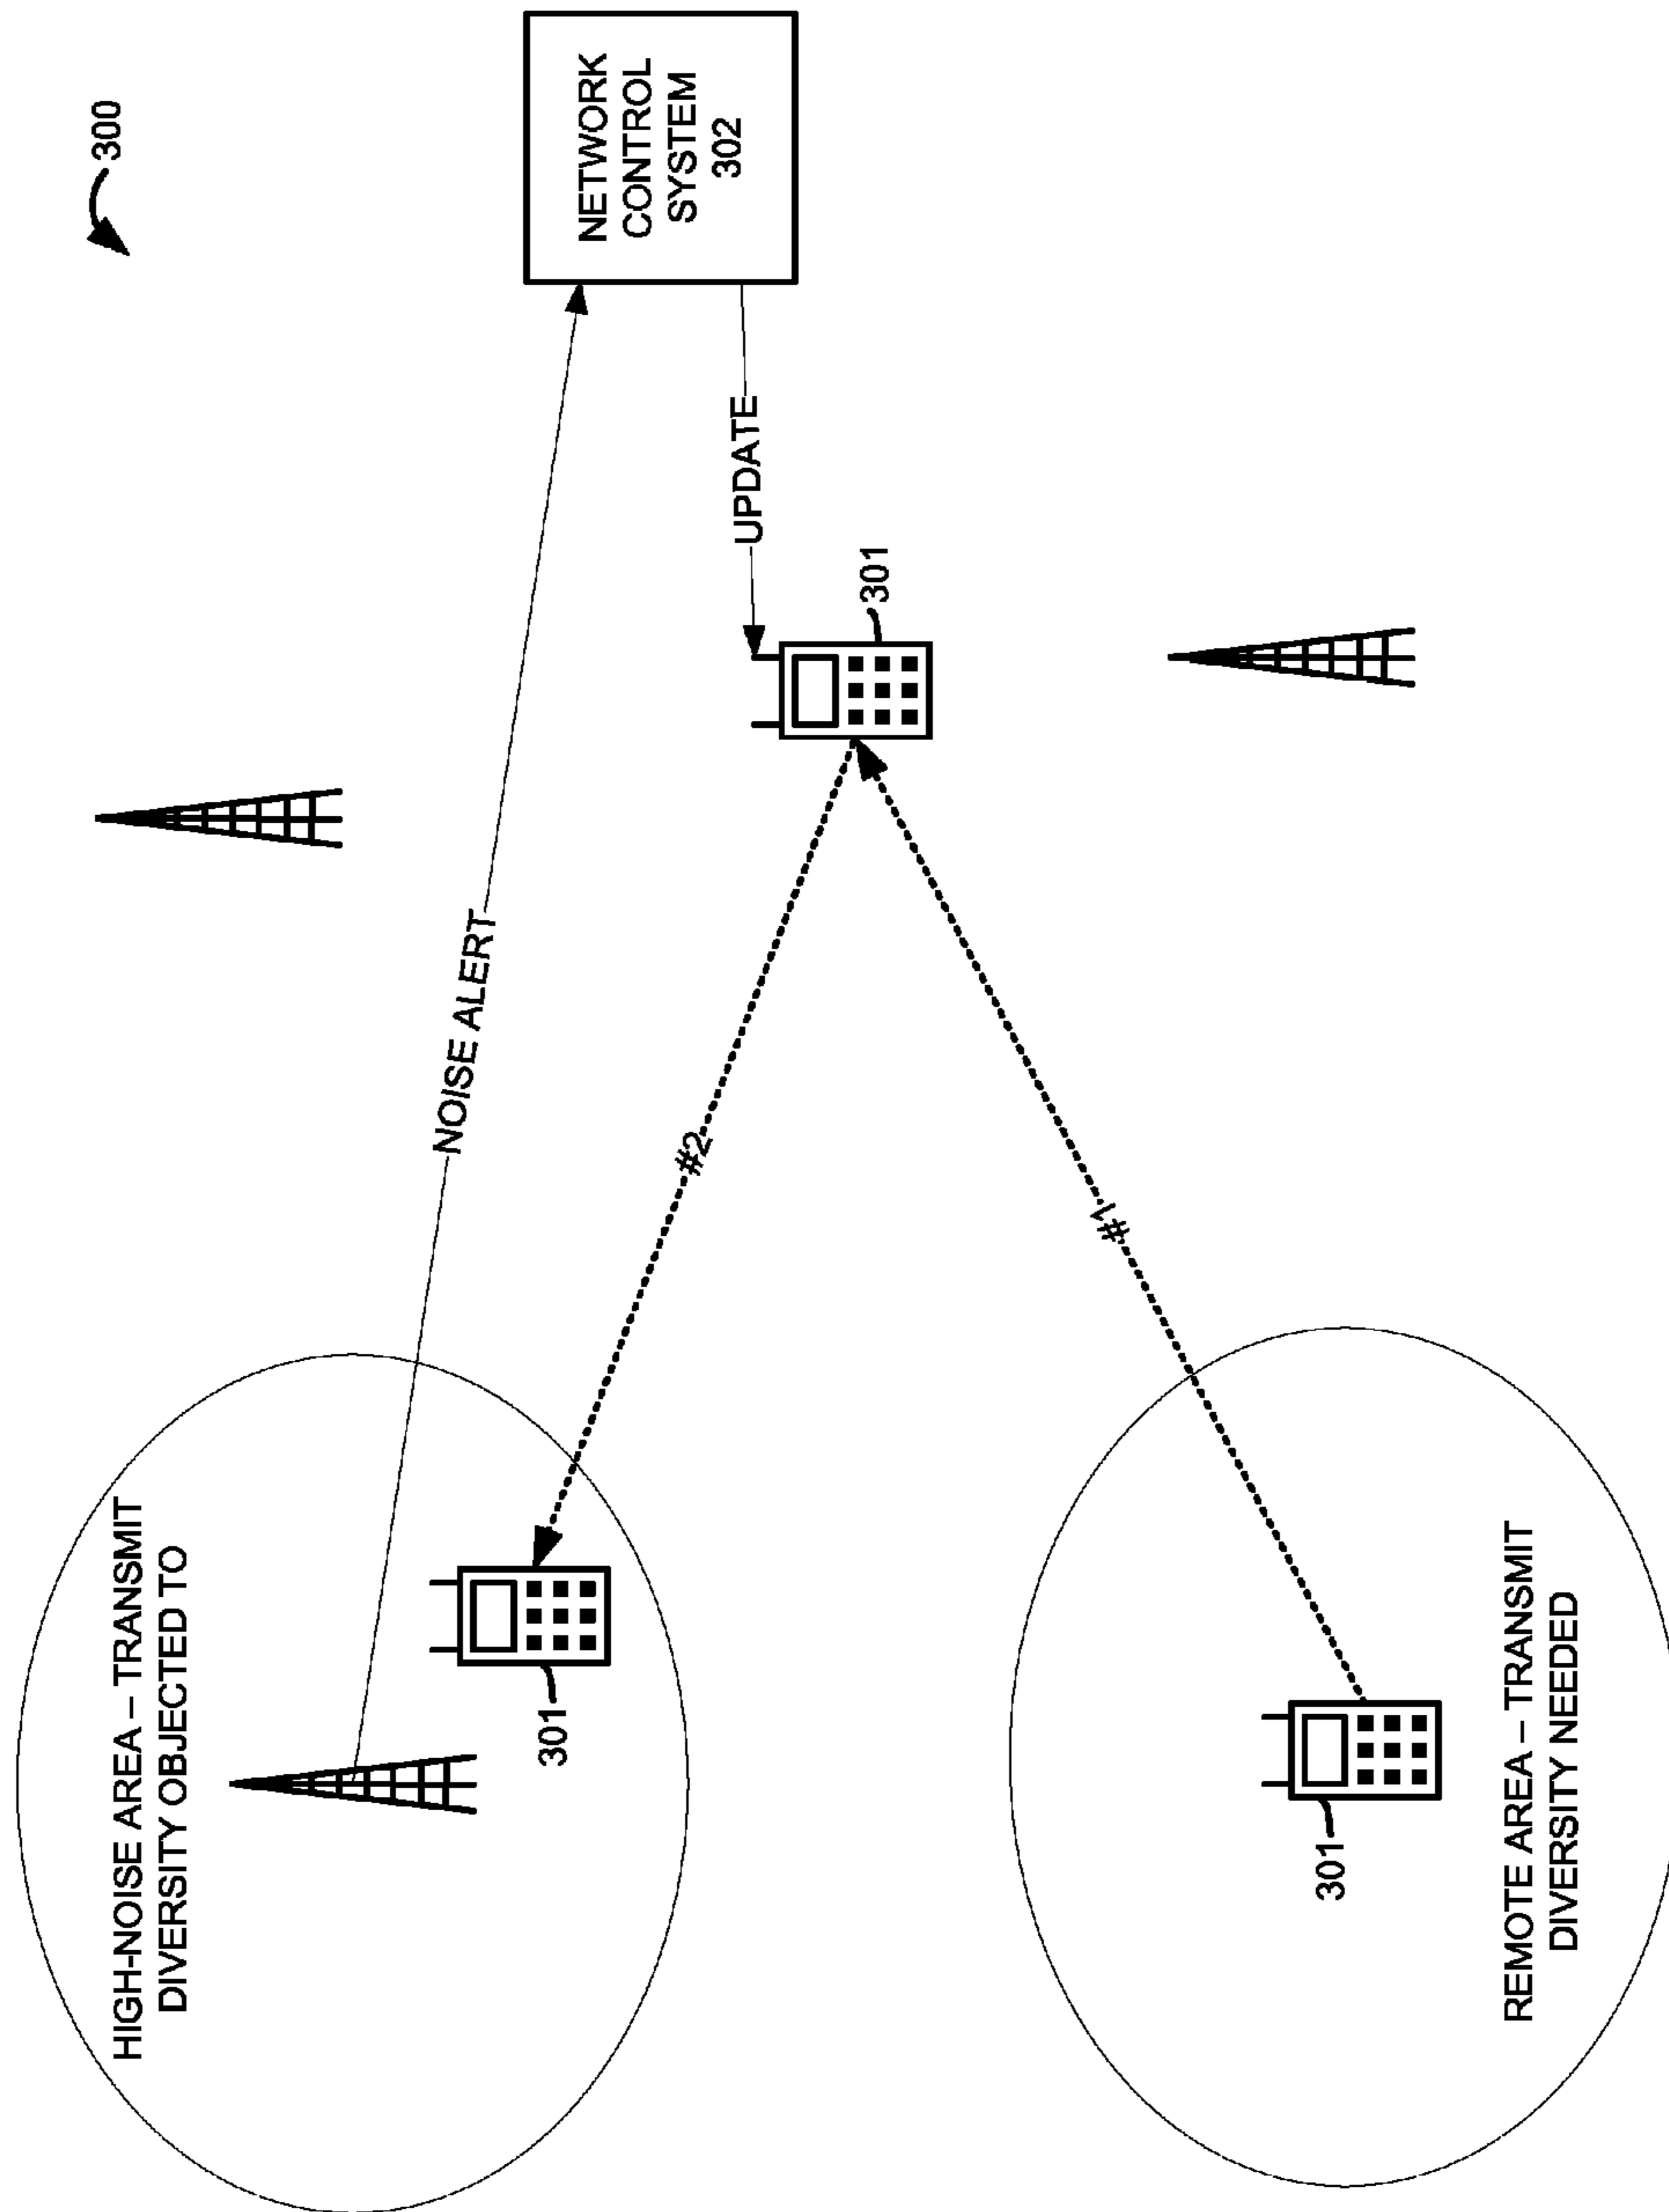 300
HIGH-NOISE AREA – TRANSMIT
DIVERSITY OBJECTED TO
301
NOISE ALERT
NETWORK
CONTROL
SYSTEM
302
UPDATE
#2
301
#1
301
REMOTE AREA – TRANSMIT
DIVERSITY NEEDED